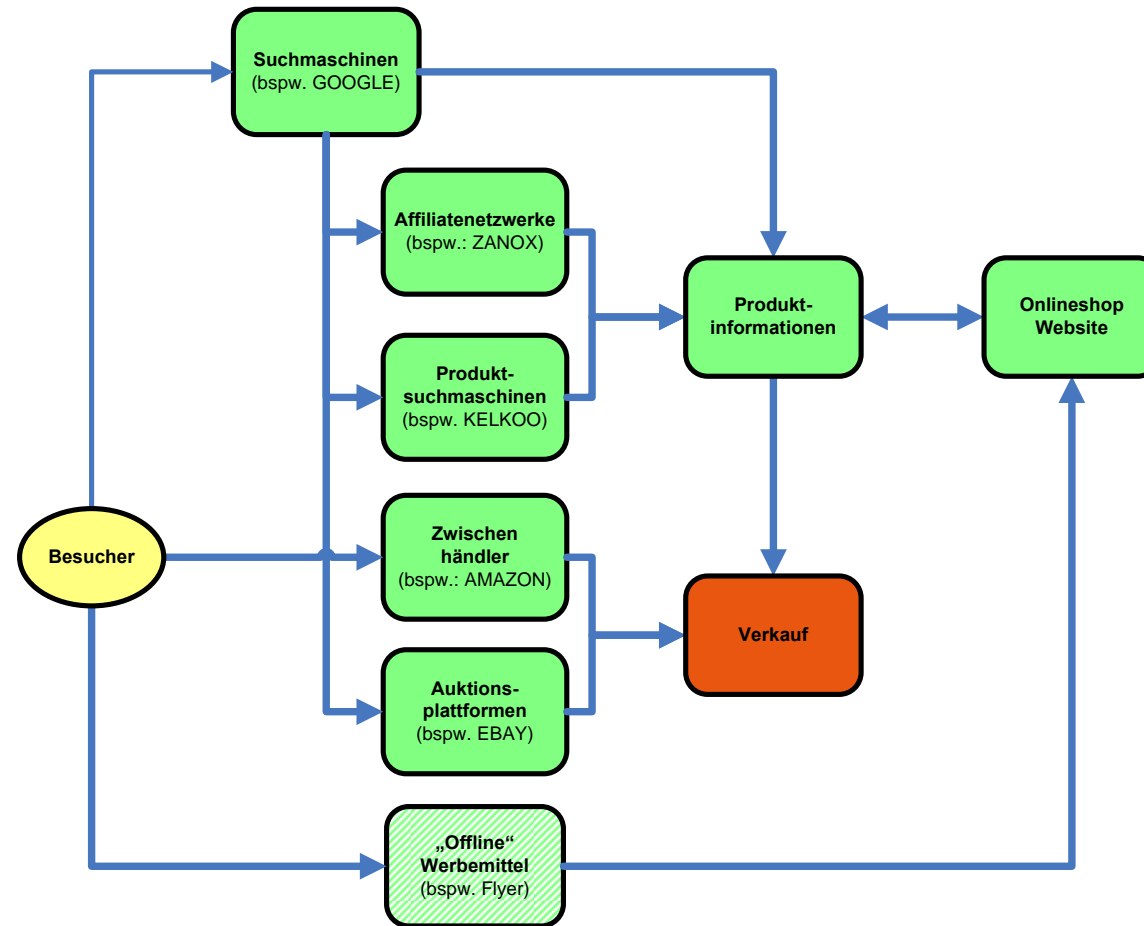 Suchmaschinen
(bspw. GOOGLE)
Affiliatenetzwerke
(bspw.: ZANOX)
Produkt-
informationen
Onlineshop
Website
Produkt-
suchmaschinen
(bspw. KELKOO)
Besucher
Zwischen
händler
(bspw.: AMAZON)
Verkauf
Auktions-
plattformen
(bspw. EBAY)
„Offline“
Werbemittel
(bspw. Flyer)